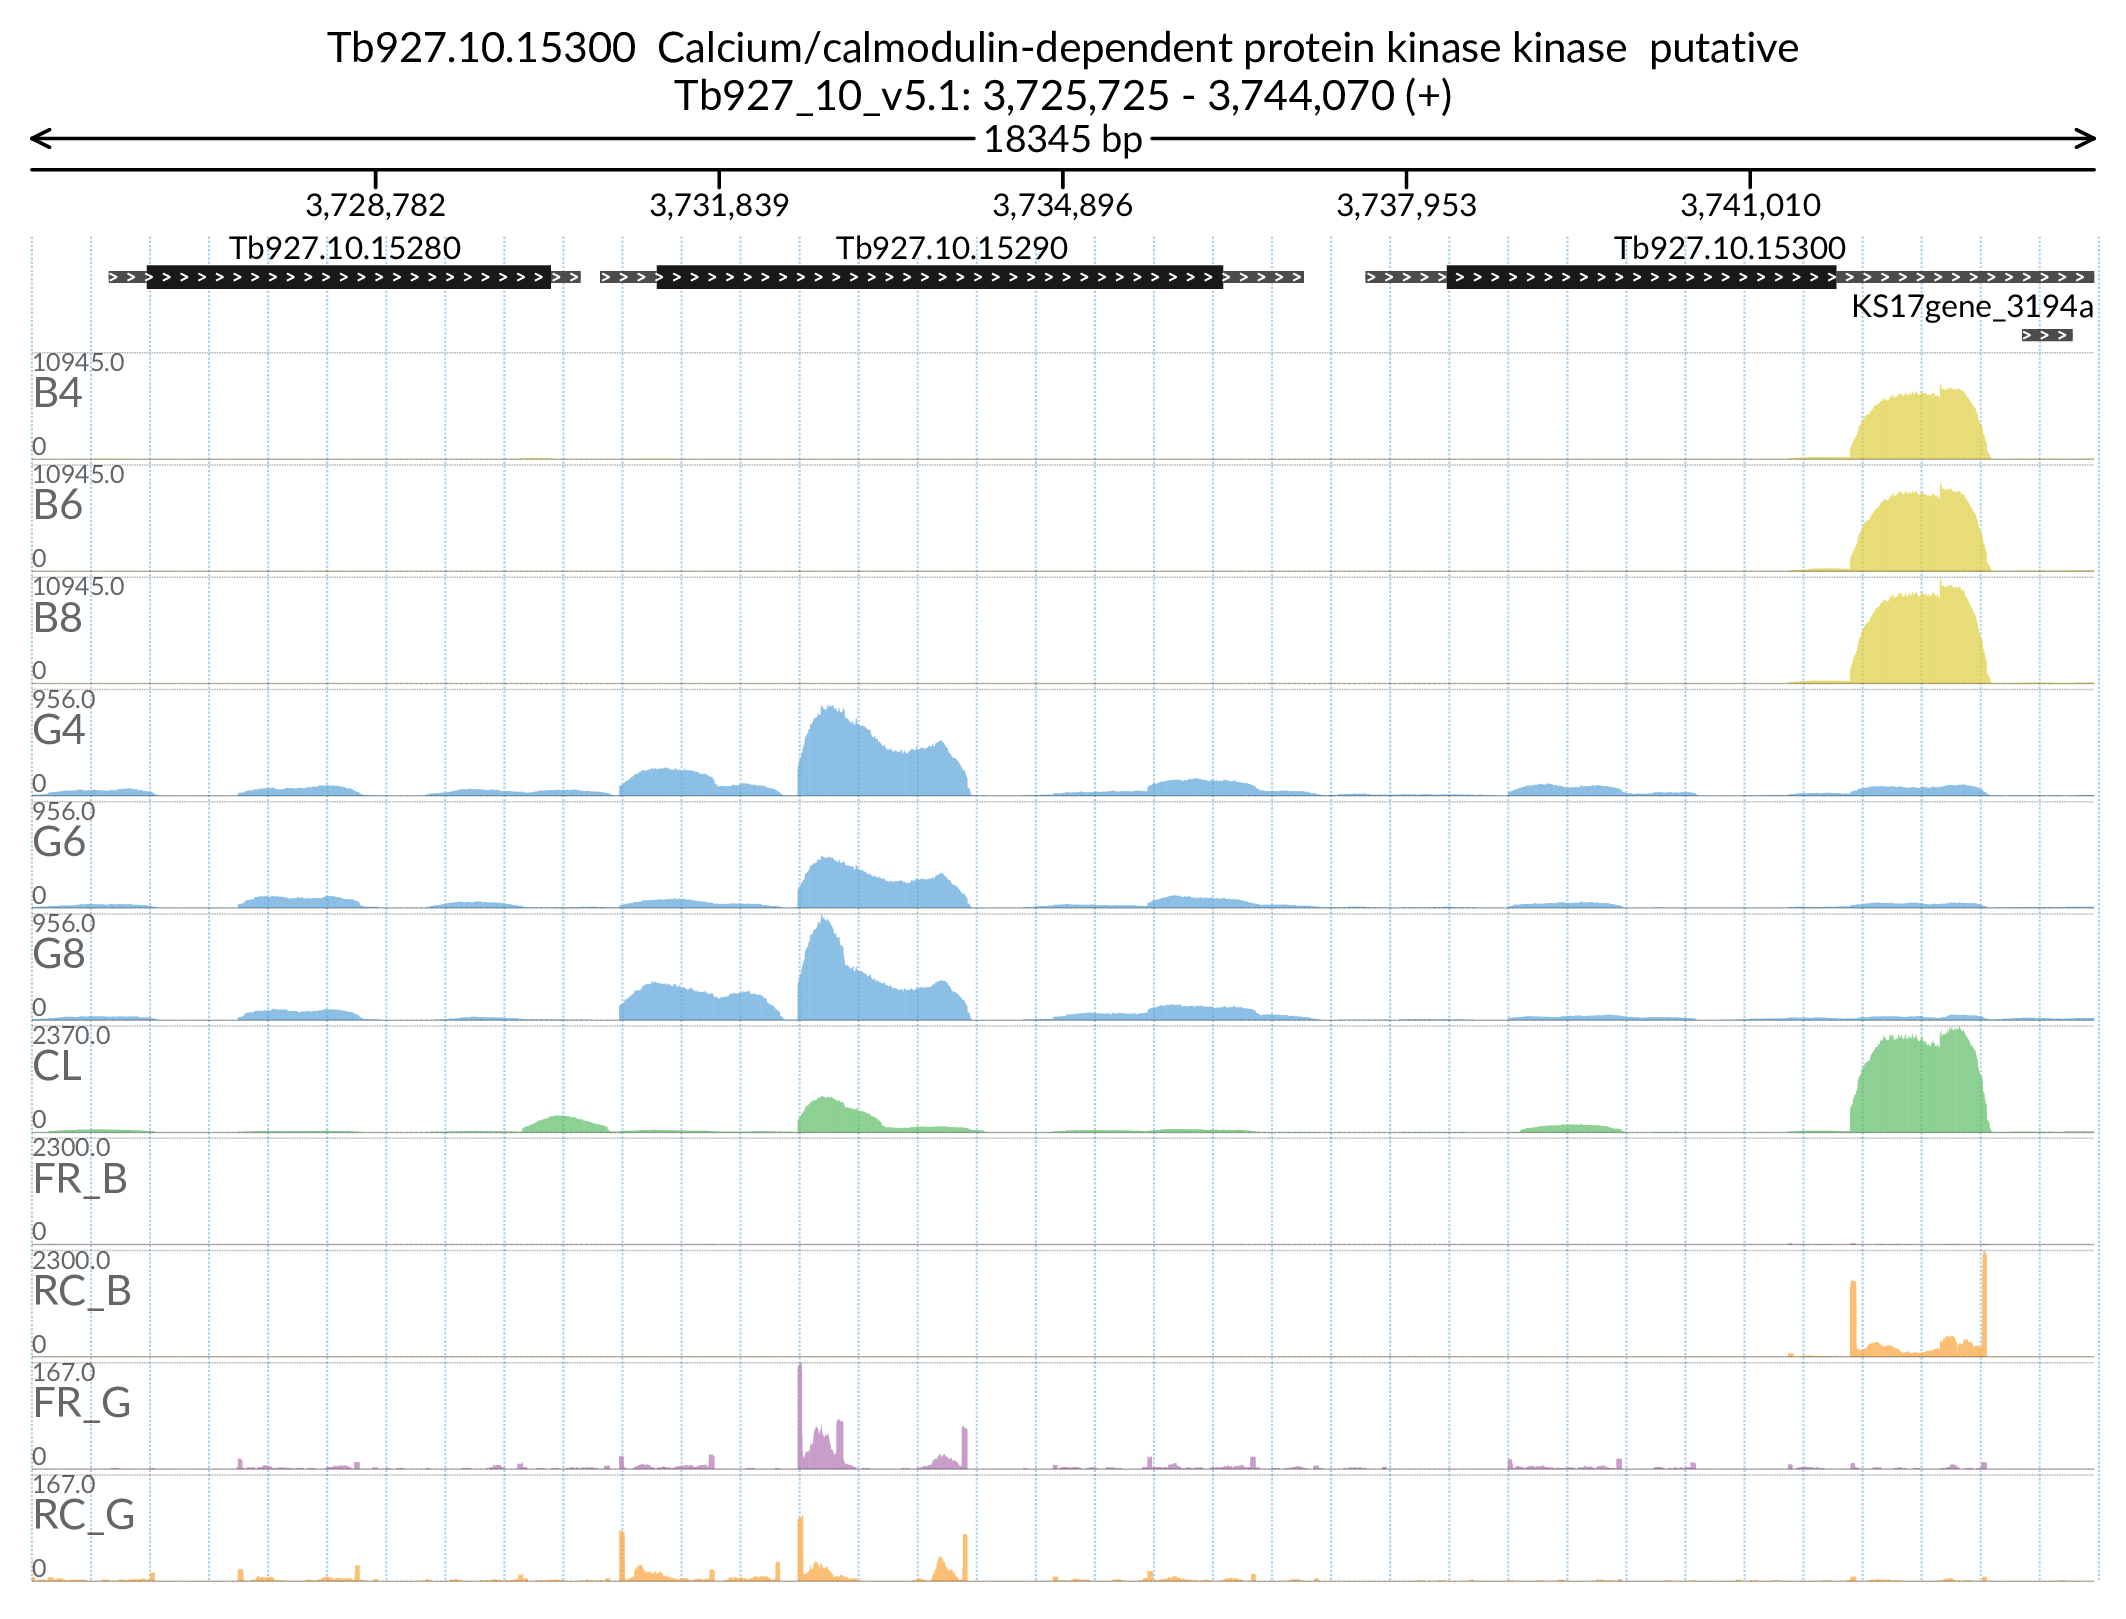 Tb927.10.15300  Calcium/calmodulin-dependent protein kinase kinase  putative
Tb927_10_v5.1: 3,725,725 - 3,744,070 (+)
18345 bp
3,728,782 3,731,839 3,734,896 3,737,953 3,741,010
Tb927.10.15280 Tb927.10.15290 Tb927.10.15300
KS17gene_3194a
10945.0
B4
0
10945.0
B6
0
10945.0
B8
0
956.0
G4
0
956.0
G6
0
956.0
G8
0
2370.0
CL
0
2300.0
FR_B
0
2300.0
RC_B
0
167.0
FR_G
0
167.0
RC_G
0